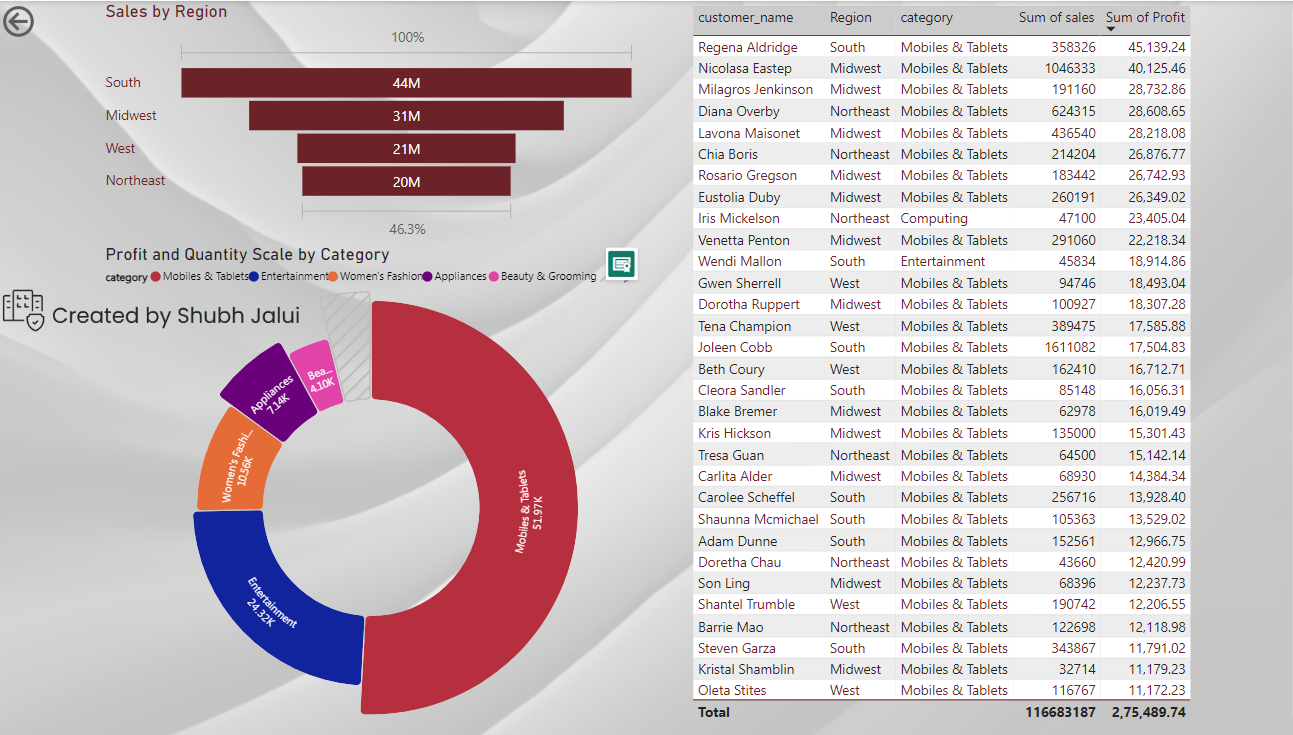 Sales by Region
100%
South 44M
Midwest 31M
West 21M
Northeast 20M
46.3%
Profit and Quantity Scale by Category
category Mobiles & Tablets Entertainment Women's Fashion Appliances Beauty & Grooming
Created by Shubh Jalui
Bea...
4.10K
Appliances
7.14K
Women's Fashi...
10.56K
Mobiles & Tablets
51.97K
Entertainment
24.32K
customer_name Region category Sum of sales Sum of Profit
Regena Aldridge South Mobiles & Tablets 358326 45,139.24
Nicolasa Eastep Midwest Mobiles & Tablets 1046333 40,125.46
Milagros Jenkinson Midwest Mobiles & Tablets 191160 28,732.86
Diana Overby Northeast Mobiles & Tablets 624315 28,608.65
Lavona Maisonet Midwest Mobiles & Tablets 436540 28,218.08
Chia Boris Northeast Mobiles & Tablets 214204 26,876.77
Rosario Gregson Midwest Mobiles & Tablets 183442 26,742.93
Eustolia Duby Midwest Mobiles & Tablets 260191 26,349.02
Iris Mickelson Northeast Computing 47100 23,405.04
Venetta Penton Midwest Mobiles & Tablets 291060 22,218.34
Wendi Mallon South Entertainment 45834 18,914.86
Gwen Sherrell West Mobiles & Tablets 94746 18,493.04
Dorotha Ruppert Midwest Mobiles & Tablets 100927 18,307.28
Tena Champion West Mobiles & Tablets 389475 17,585.88
Joleen Cobb South Mobiles & Tablets 1611082 17,504.83
Beth Coury West Mobiles & Tablets 162410 16,712.71
Cleora Sandler South Mobiles & Tablets 85148 16,056.31
Blake Bremer Midwest Mobiles & Tablets 62978 16,019.49
Kris Hickson Midwest Mobiles & Tablets 135000 15,301.43
Tresa Guan Northeast Mobiles & Tablets 64500 15,142.14
Carlita Alder Midwest Mobiles & Tablets 68930 14,384.34
Carolee Scheffel South Mobiles & Tablets 256716 13,928.40
Shaunna Mcmichael South Mobiles & Tablets 105363 13,529.02
Adam Dunne South Mobiles & Tablets 152561 12,966.75
Doretha Chau Northeast Mobiles & Tablets 43660 12,420.99
Son Ling Midwest Mobiles & Tablets 68396 12,237.73
Shantel Trumble West Mobiles & Tablets 190742 12,206.55
Barrie Mao Northeast Mobiles & Tablets 122698 12,118.98
Steven Garza South Mobiles & Tablets 343867 11,791.02
Kristal Shamblin Midwest Mobiles & Tablets 32714 11,179.23
Oleta Stites West Mobiles & Tablets 116767 11,172.23
Total 116683187 2,75,489.74